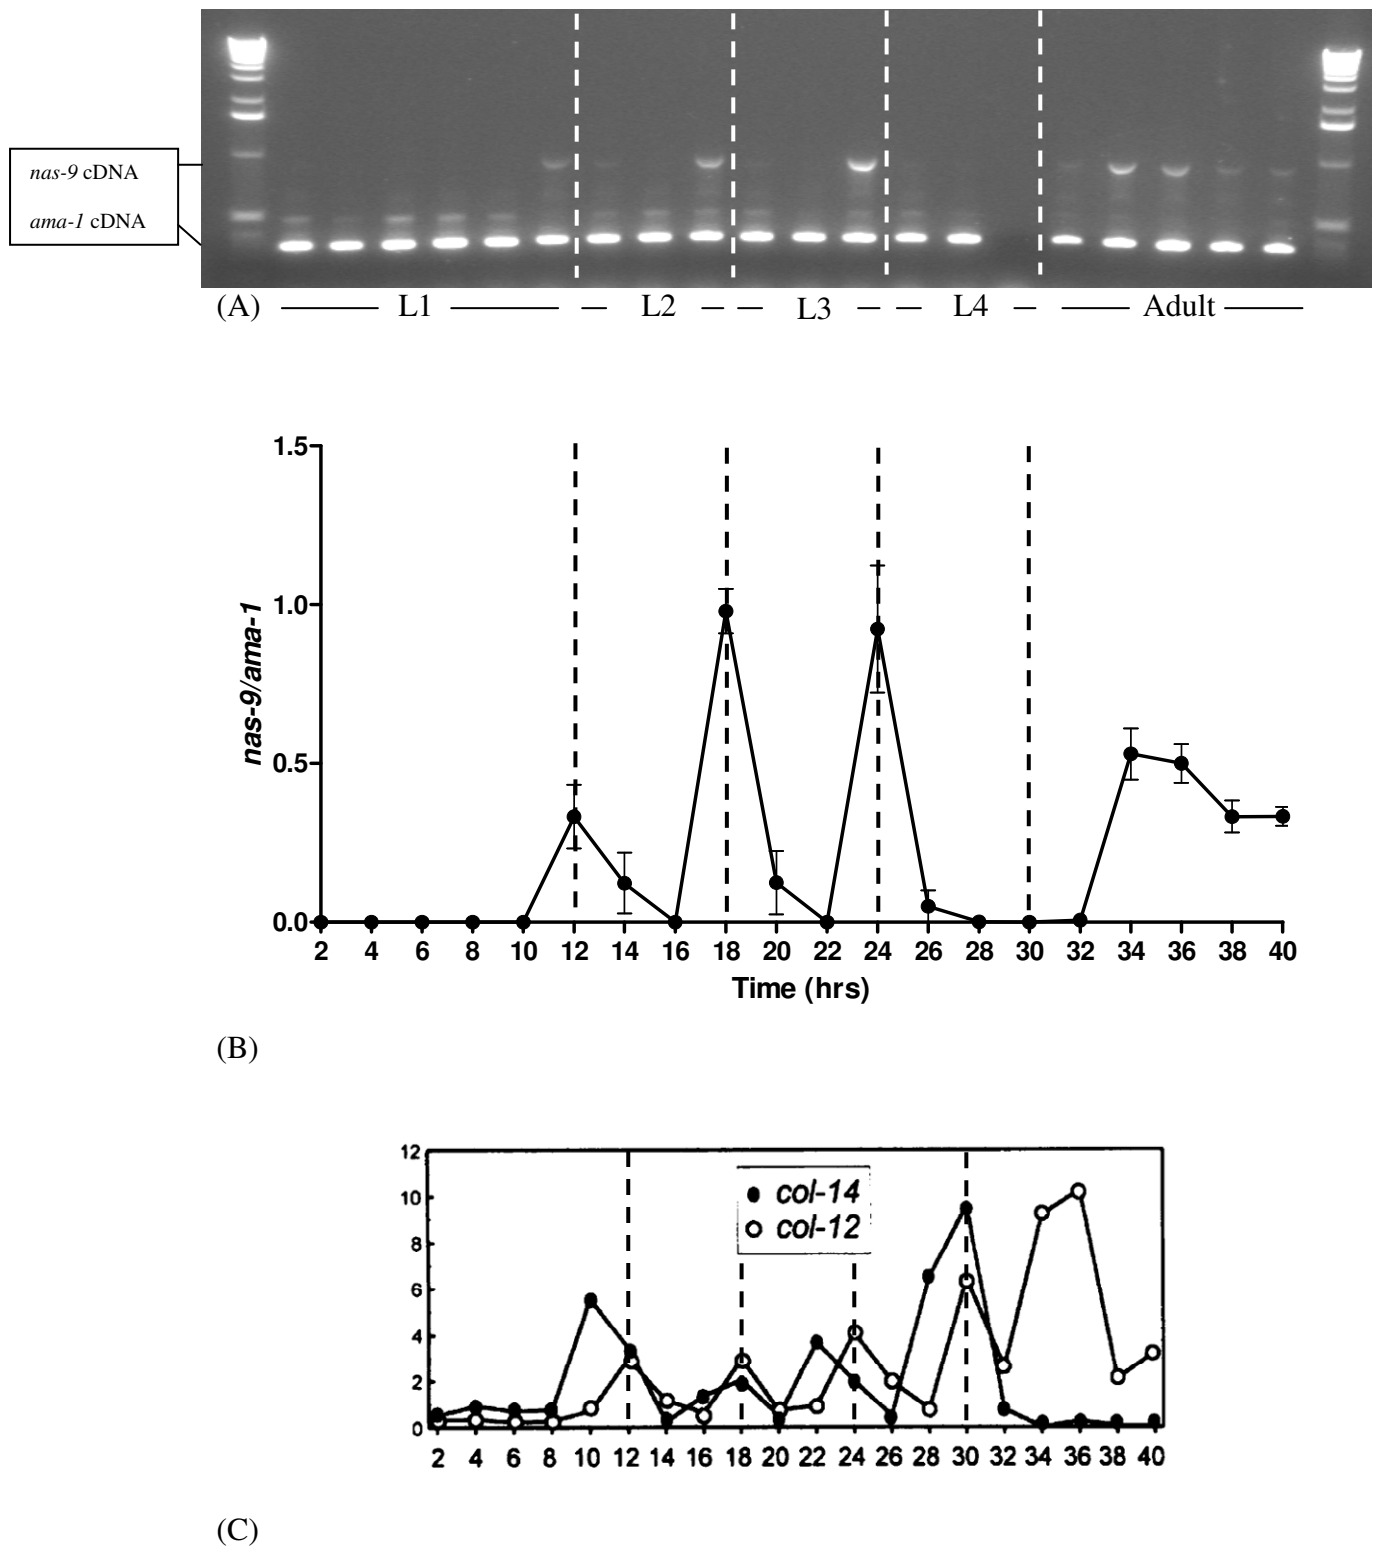 nas-9 cDNA
ama-1 cDNA
(A) L1 L2 L3 L4 Adult
1.5
1.0
0.5
0.0
nas-9/ama-1
2 4 6 8 10 12 14 16 18 20 22 24 26 28 30 32 34 36 38 40
Time (hrs)
(B)
12
10
8
6
4
2
0
col-14
col-12
2 4 6 8 10 12 14 16 18 20 22 24 26 28 30 32 34 36 38 40
(C)